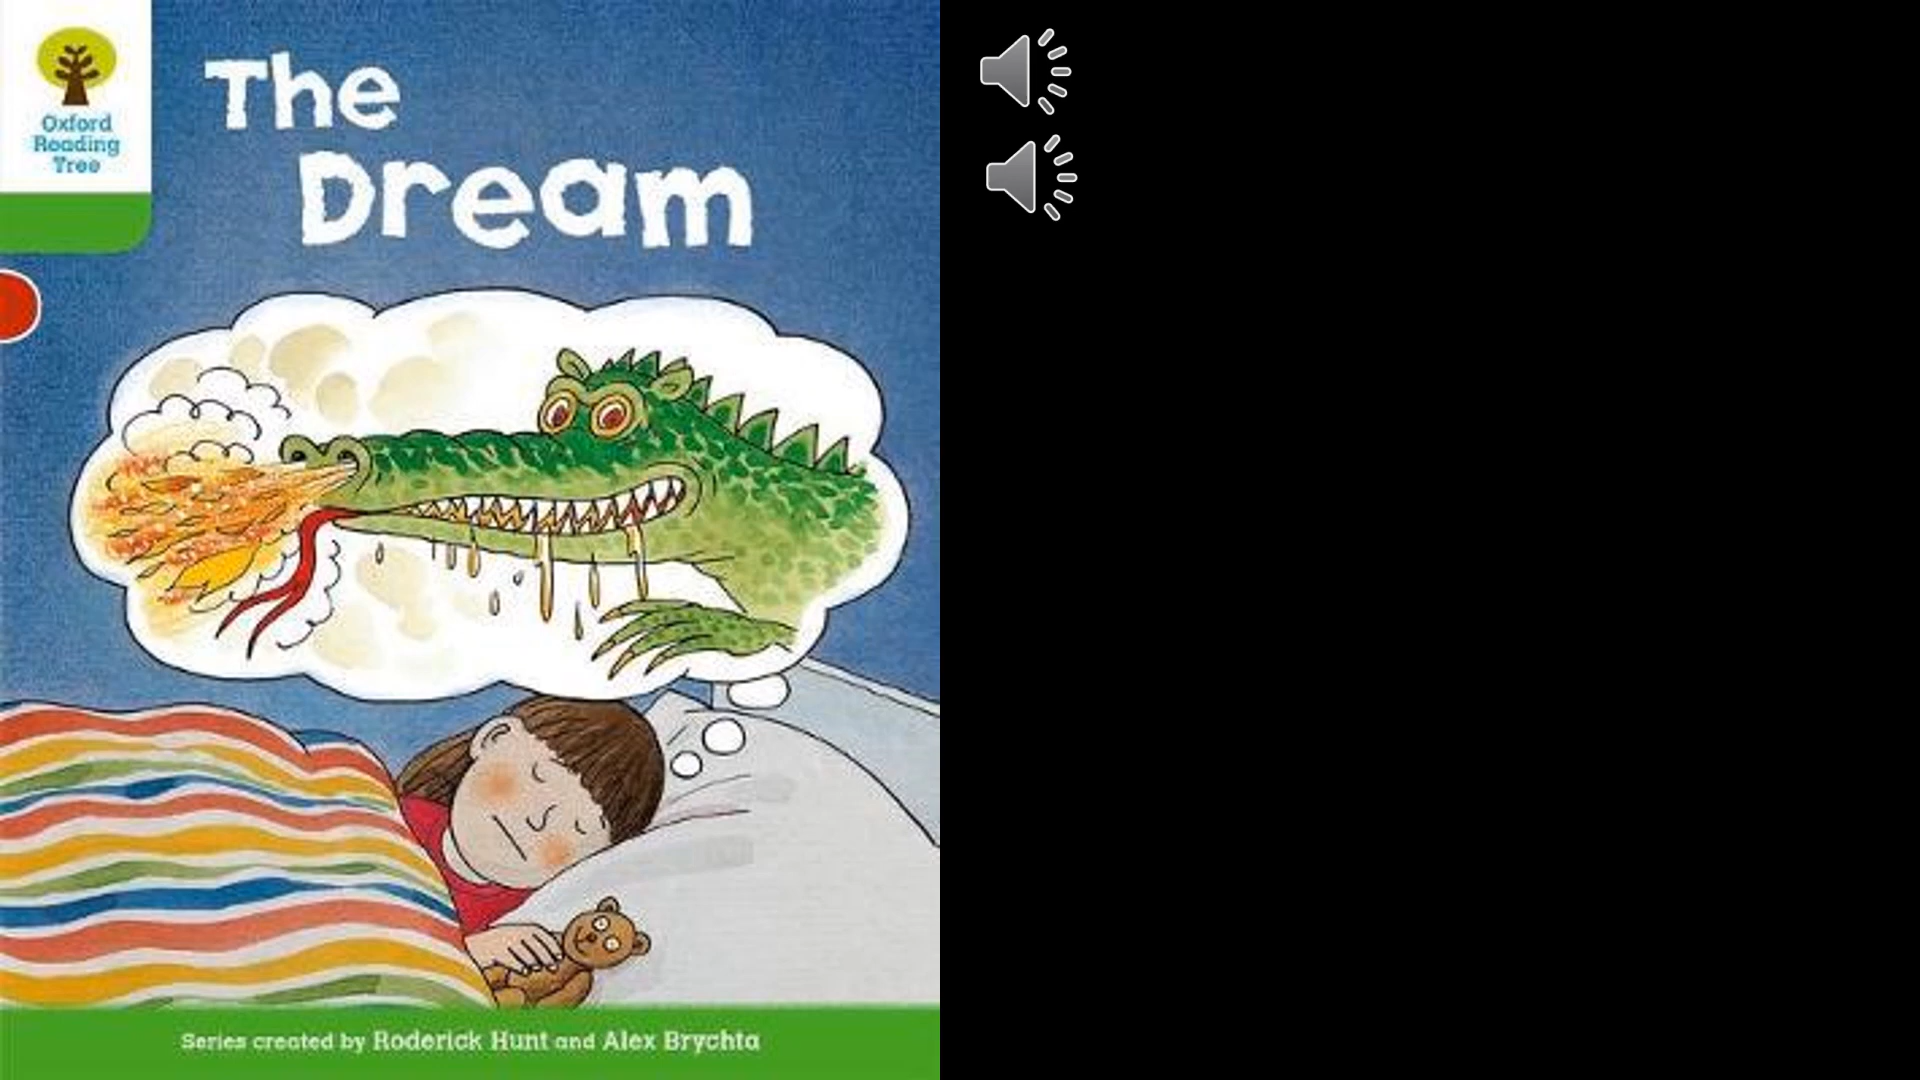 Oxford
Reading
Tree
The
Dream
Series created by Roderick Hunt and Alex Brychta